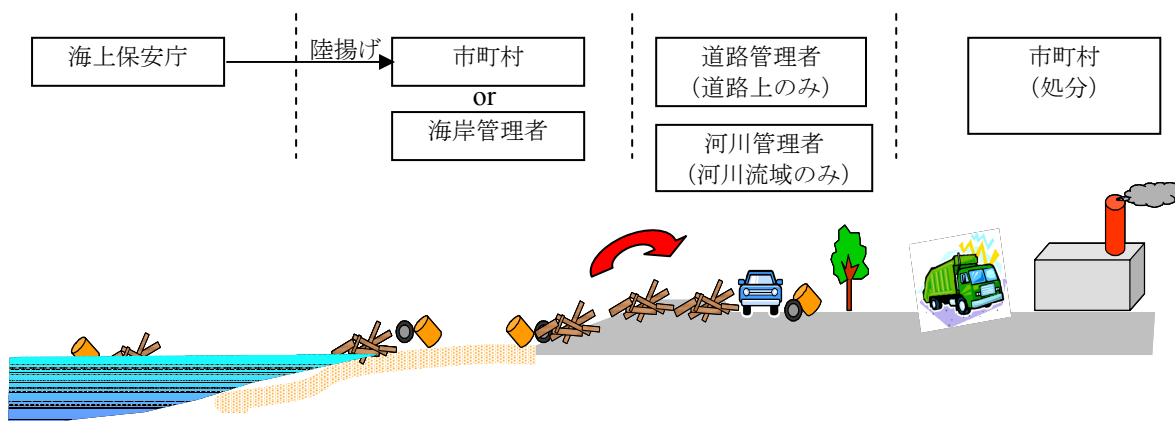 海上保安庁
陸揚げ
市町村
or
海岸管理者
道路管理者
（道路上のみ）
河川管理者
（河川流域のみ）
市町村
（処分）